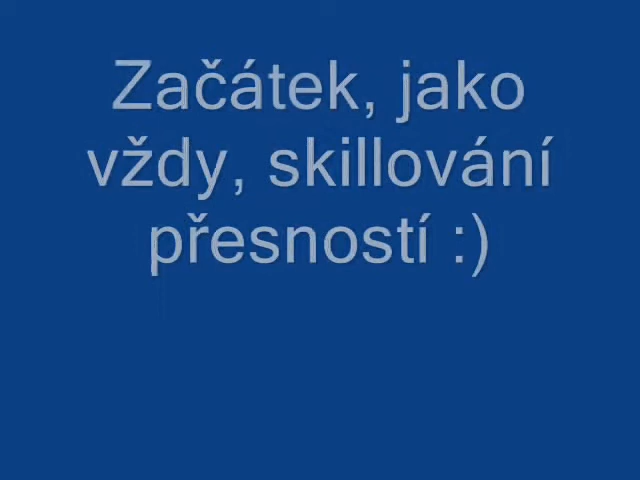 Začátek, jako
vždy, skillování
přesností :)